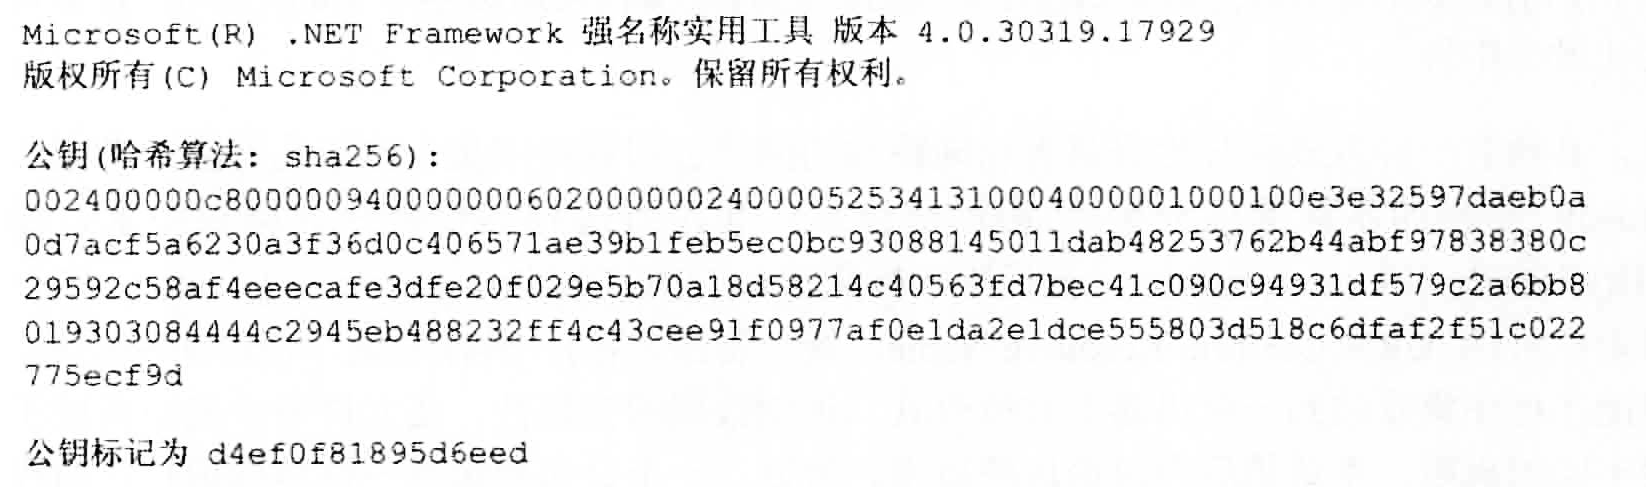 Microsoft(R) .NET Framework 强名称实用工具 版本 4.0.30319.17929
版权所有(C) Microsoft Corporation。保留所有权利。
公钥(哈希算法: sha256):
002400000c800000940000000602000000240000525341310004000001000100e3e32597daeb0a
0d7acf5a6230a3f36d0c406571ae39b1feb5ec0bc93088145011dab48253762b44abf97838380c
29592c58af4eeecafe3dfe20f029e5b70a18d58214c40563fd7bec41c090c94931df579c2a6bb8
019303084444c2945eb488232ff4c43cee91f0977af0e1da2e1dce555803d518c6dfaf2f51c022
775ecf9d
公钥标记为 d4ef0f81895d6eed